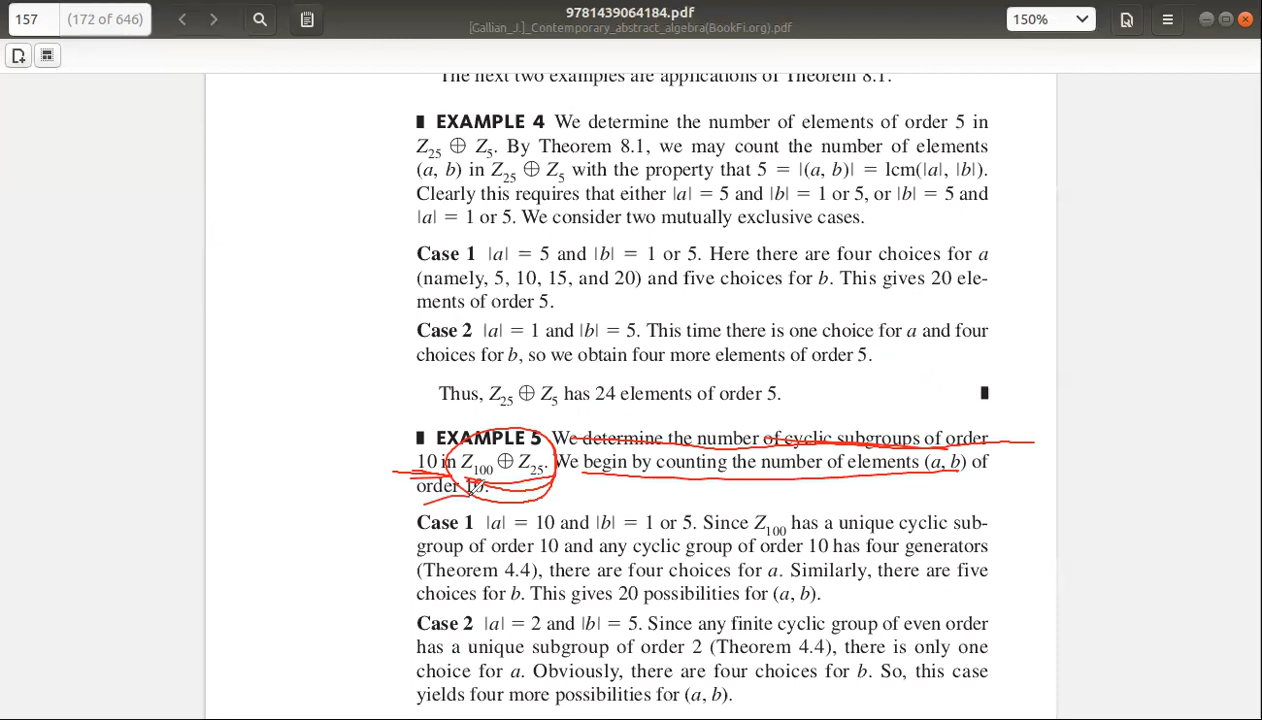 157
(172 of 646)
9781439064184.pdf
[Gallian_J.]_Contemporary_abstract_algebra(BookFi.org).pdf
150%
The next two examples are applications of Theorem 8.1.
EXAMPLE 4 We determine the number of elements of order 5 in
Z25 ⊕ Z5. By Theorem 8.1, we may count the number of elements
(a, b) in Z25 ⊕ Z5 with the property that 5 = |(a, b)| = lcm(|a|, |b|).
Clearly this requires that either |a| = 5 and |b| = 1 or 5, or |b| = 5 and
|a| = 1 or 5. We consider two mutually exclusive cases.
Case 1 |a| = 5 and |b| = 1 or 5. Here there are four choices for a
(namely, 5, 10, 15, and 20) and five choices for b. This gives 20 ele-
ments of order 5.
Case 2 |a| = 1 and |b| = 5. This time there is one choice for a and four
choices for b, so we obtain four more elements of order 5.
Thus, Z25 ⊕ Z5 has 24 elements of order 5.
EXAMPLE 5 We determine the number of cyclic subgroups of order
10 in Z100 ⊕ Z25. We begin by counting the number of elements (a, b) of
order 10.
Case 1 |a| = 10 and |b| = 1 or 5. Since Z100 has a unique cyclic sub-
group of order 10 and any cyclic group of order 10 has four generators
(Theorem 4.4), there are four choices for a. Similarly, there are five
choices for b. This gives 20 possibilities for (a, b).
Case 2 |a| = 2 and |b| = 5. Since any finite cyclic group of even order
has a unique subgroup of order 2 (Theorem 4.4), there is only one
choice for a. Obviously, there are four choices for b. So, this case
yields four more possibilities for (a, b).